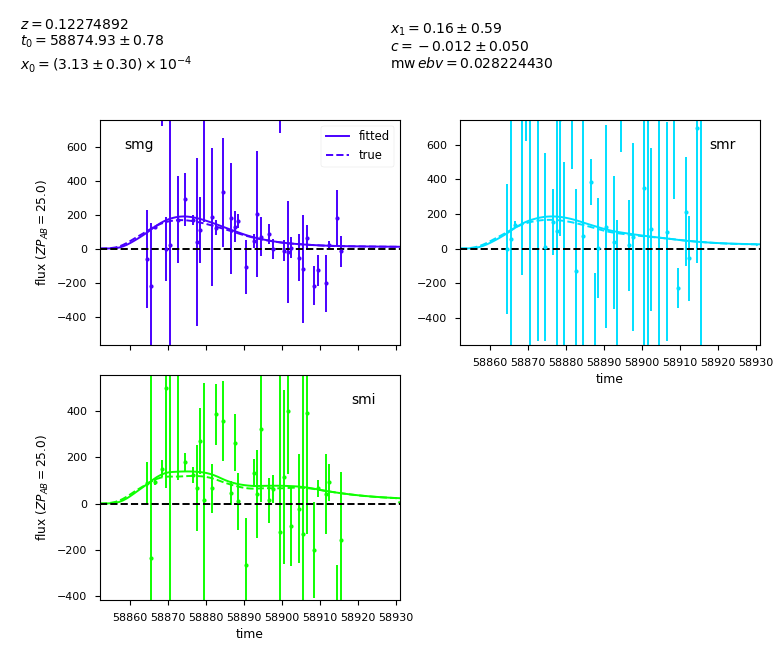 z = 0.12274892
t₀ = 58874.93 ± 0.78
x₀ = (3.13 ± 0.30) × 10⁻⁴
x₁ = 0.16 ± 0.59
c = −0.012 ± 0.050
mw ebv = 0.028224430
smg
fitted
true
600
400
200
0
−200
−400
flux (ZP_AB = 25.0)
smr
600
400
200
0
−200
−400
58860 58870 58880 58890 58900 58910 58920 58930
time
smi
400
200
0
−200
−400
flux (ZP_AB = 25.0)
58860 58870 58880 58890 58900 58910 58920 58930
time